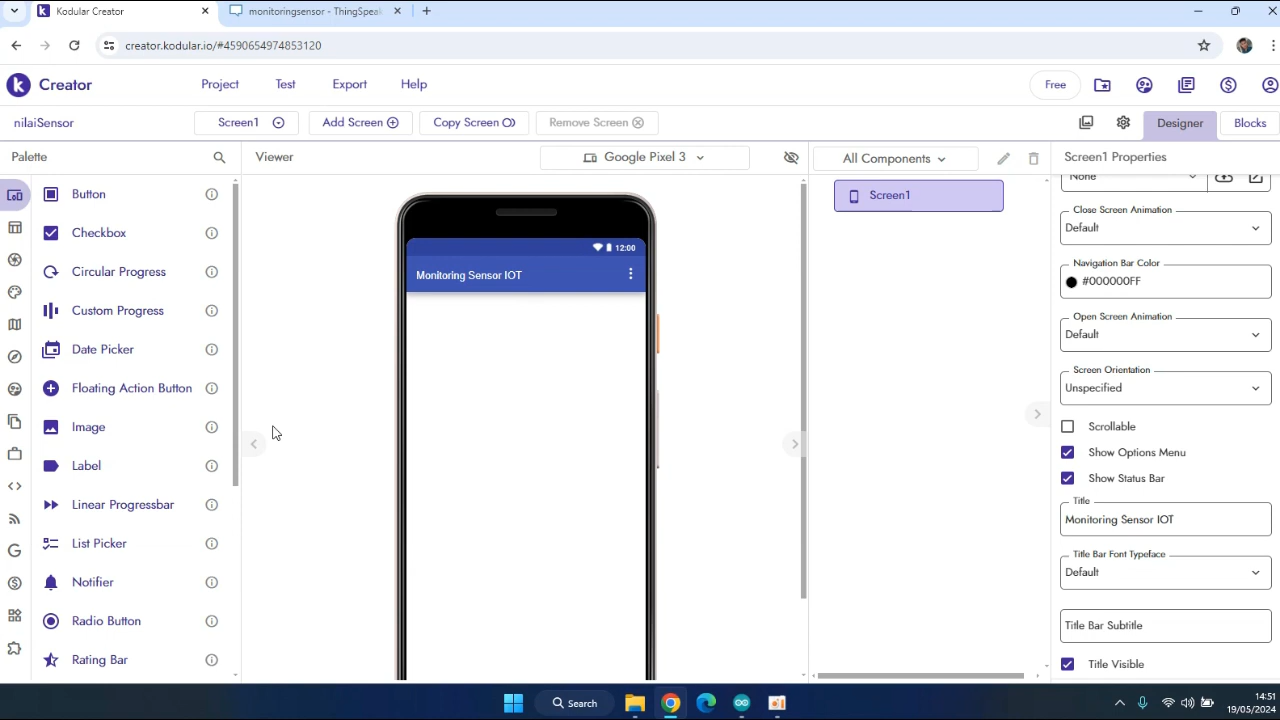 Kodular Creator
monitoringsensor - ThingSpeak
creator.kodular.io/#4590654974853120
Creator
Project
Test
Export
Help
Free
nilaiSensor
Screen1
Add Screen
Copy Screen
Remove Screen
Designer
Blocks
Palette
Viewer
Google Pixel 3
All Components
Screen1 Properties
Button
Checkbox
Circular Progress
Custom Progress
Date Picker
Floating Action Button
Image
Label
Linear Progressbar
List Picker
Notifier
Radio Button
Rating Bar
12:00
Monitoring Sensor IOT
Screen1
None
Close Screen Animation
Default
Navigation Bar Color
#000000FF
Open Screen Animation
Default
Screen Orientation
Unspecified
Scrollable
Show Options Menu
Show Status Bar
Title
Monitoring Sensor IOT
Title Bar Font Typeface
Default
Title Bar Subtitle
Title Visible
Search
14:51
19/05/2024